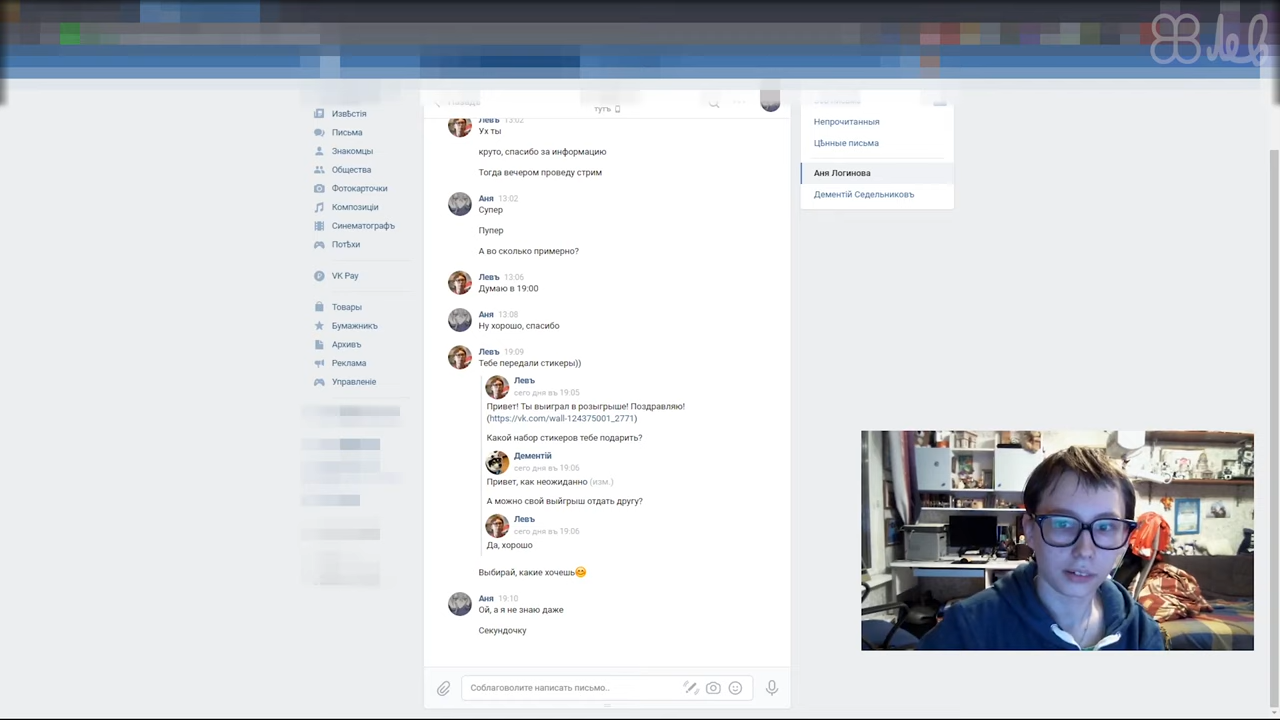 Левъ
тутъ
Извѣстія
Письма
Знакомцы
Общества
Фотокарточки
Композиціи
Синематографъ
Потѣхи
VK Pay
Товары
Бумажникъ
Архивъ
Реклама
Управленіе
Левъ 13:02
Ух ты
круто, спасибо за информацию
Тогда вечером проведу стрим
Аня 13:02
Супер
Пупер
А во сколько примерно?
Левъ 13:06
Думаю в 19:00
Аня 13:08
Ну хорошо, спасибо
Левъ 19:09
Тебе передали стикеры))
Левъ
сего дня въ 19:05
Привет! Ты выиграл в розыгрыше! Поздравляю!
(https://vk.com/wall-124375001_2771)
Какой набор стикеров тебе подарить?
Дементій
сего дня въ 19:06
Привет, как неожиданно (изм.)
А можно свой выйгрыш отдать другу?
Левъ
сего дня въ 19:06
Да, хорошо
Выбирай, какие хочешь😊
Аня 19:10
Ой, а я не знаю даже
Секундочку
Соблаговолите написать письмо..
Непрочитанныя
Цѣнные письма
Аня Логинова
Дементій Седельниковъ